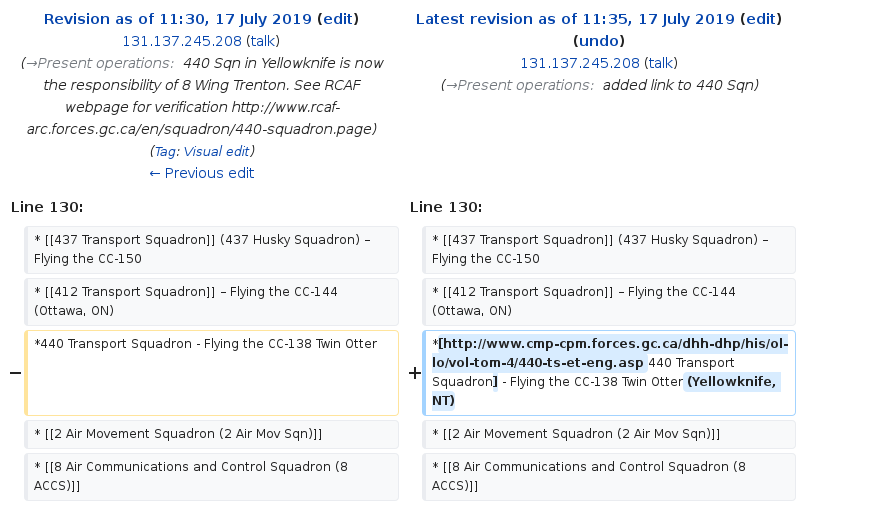 Revision as of 11:30, 17 July 2019 (edit)
131.137.245.208 (talk)
(→Present operations: 440 Sqn in Yellowknife is now
the responsibility of 8 Wing Trenton. See RCAF
webpage for verification http://www.rcaf-
arc.forces.gc.ca/en/squadron/440-squadron.page)
(Tag: Visual edit)
← Previous edit
Latest revision as of 11:35, 17 July 2019 (edit)
(undo)
131.137.245.208 (talk)
(→Present operations: added link to 440 Sqn)
Line 130:
* [[437 Transport Squadron]] (437 Husky Squadron) –
Flying the CC-150
* [[412 Transport Squadron]] – Flying the CC-144
(Ottawa, ON)
−
*440 Transport Squadron - Flying the CC-138 Twin Otter
* [[2 Air Movement Squadron (2 Air Mov Sqn)]]
* [[8 Air Communications and Control Squadron (8
ACCS)]]
Line 130:
* [[437 Transport Squadron]] (437 Husky Squadron) –
Flying the CC-150
* [[412 Transport Squadron]] – Flying the CC-144
(Ottawa, ON)
+
*[http://www.cmp-cpm.forces.gc.ca/dhh-dhp/his/ol-
lo/vol-tom-4/440-ts-et-eng.asp 440 Transport
Squadron] - Flying the CC-138 Twin Otter (Yellowknife,
NT)
* [[2 Air Movement Squadron (2 Air Mov Sqn)]]
* [[8 Air Communications and Control Squadron (8
ACCS)]]